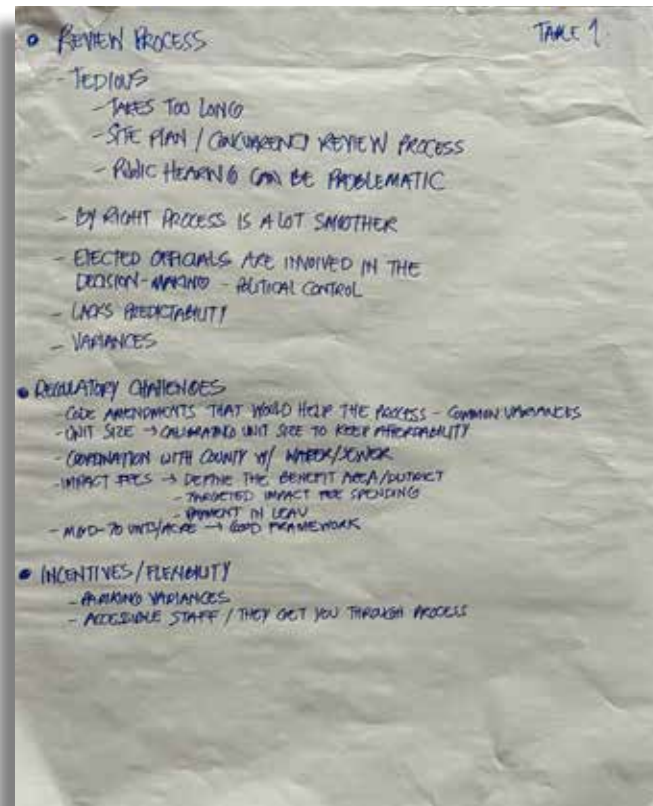 TABLE 1
• REVIEW PROCESS
- TEDIOUS
- TAKES TOO LONG
- SITE PLAN / CONCURRENCY REVIEW PROCESS
- PUBLIC HEARING CAN BE PROBLEMATIC
- BY RIGHT PROCESS IS A LOT SMOOTHER
- ELECTED OFFICIALS ARE INVOLVED IN THE
DECISION-MAKING - POLITICAL CONTROL
- LACKS PREDICTABILITY
- VARIANCES
• REGULATORY CHALLENGES
- CODE AMENDMENTS THAT WOULD HELP THE PROCESS - COMMON VARIANCES
- UNIT SIZE → CALIBRATING UNIT SIZE TO KEEP AFFORDABILITY
- COORDINATION WITH COUNTY W/ WATER/SEWER
- IMPACT FEES → DEFINE THE BENEFIT AREA/DISTRICT
- TARGETED IMPACT FEE SPENDING
- PAYMENT IN LEAU
- 70 UNITS/ACRE → GOOD FRAMEWORK
• INCENTIVES/FLEXIBILITY
- PARKING VARIANCES
- ACCESSIBLE STAFF / THEY GET YOU THROUGH PROCESS